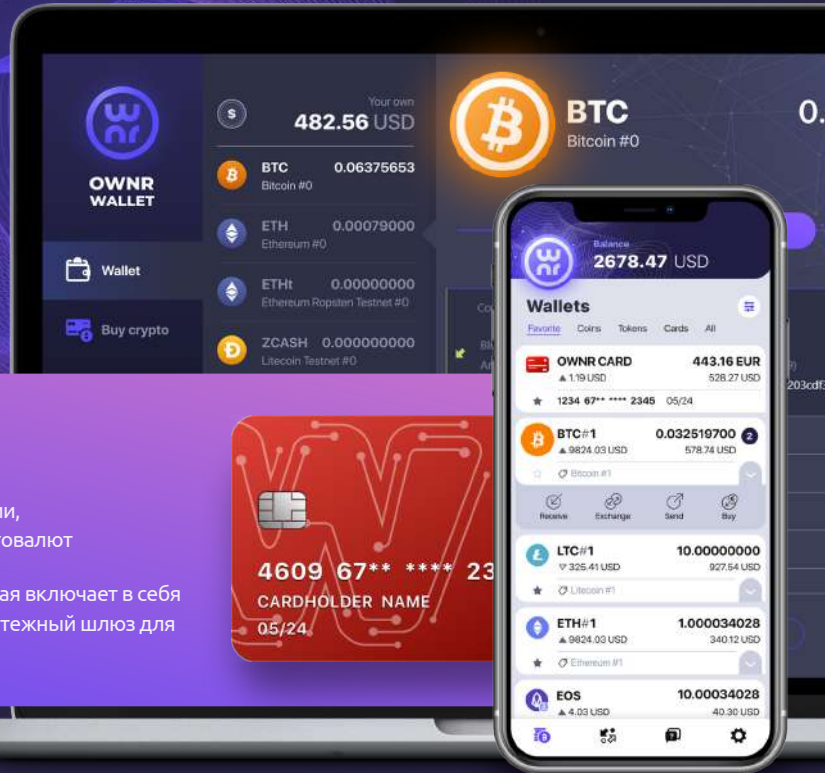 OWNR
WALLET
Wallet
Buy crypto
Your own
482.56 USD
BTC 0.06375653
Bitcoin #0
ETH 0.00079000
Ethereum #0
ETHt 0.00000000
Ethereum Ropsten Testnet #0
ZCASH 0.000000000
Litecoin Testnet #0
BTC
Bitcoin #0
0.
203cdf3
ии,
говалют
ая включает в себя
тежный шлюз для
4609 67** **** 23
CARDHOLDER NAME
05/24
Balance
2678.47 USD
Wallets
Favorite Coins Tokens Cards All
OWNR CARD 443.16 EUR
▲ 1.19 USD 528.27 USD
1234 67** **** 2345 05/24
BTC#1 0.032519700 2
▲ 9824.03 USD 578.74 USD
Bitcoin #1
Receive Exchange Send Buy
LTC#1 10.00000000
▽ 325.41 USD 927.54 USD
Litecoin #1
ETH#1 1.000034028
▲ 9824.03 USD 340.12 USD
Ethereum #1
EOS 10.00034028
▲ 4.03 USD 40.30 USD